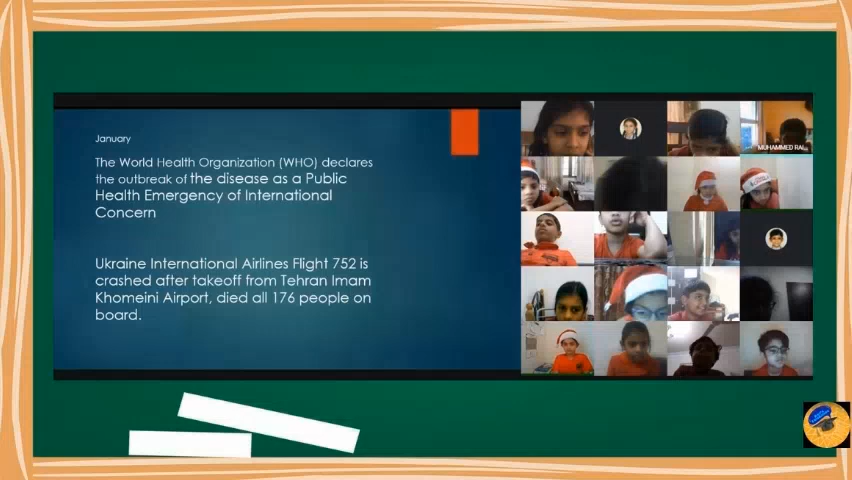 January
The World Health Organization (WHO) declares
the outbreak of the disease as a Public
Health Emergency of International
Concern
Ukraine International Airlines Flight 752 is
crashed after takeoff from Tehran Imam
Khomeini Airport, died all 176 people on
board.
MUHAMMED RAI...